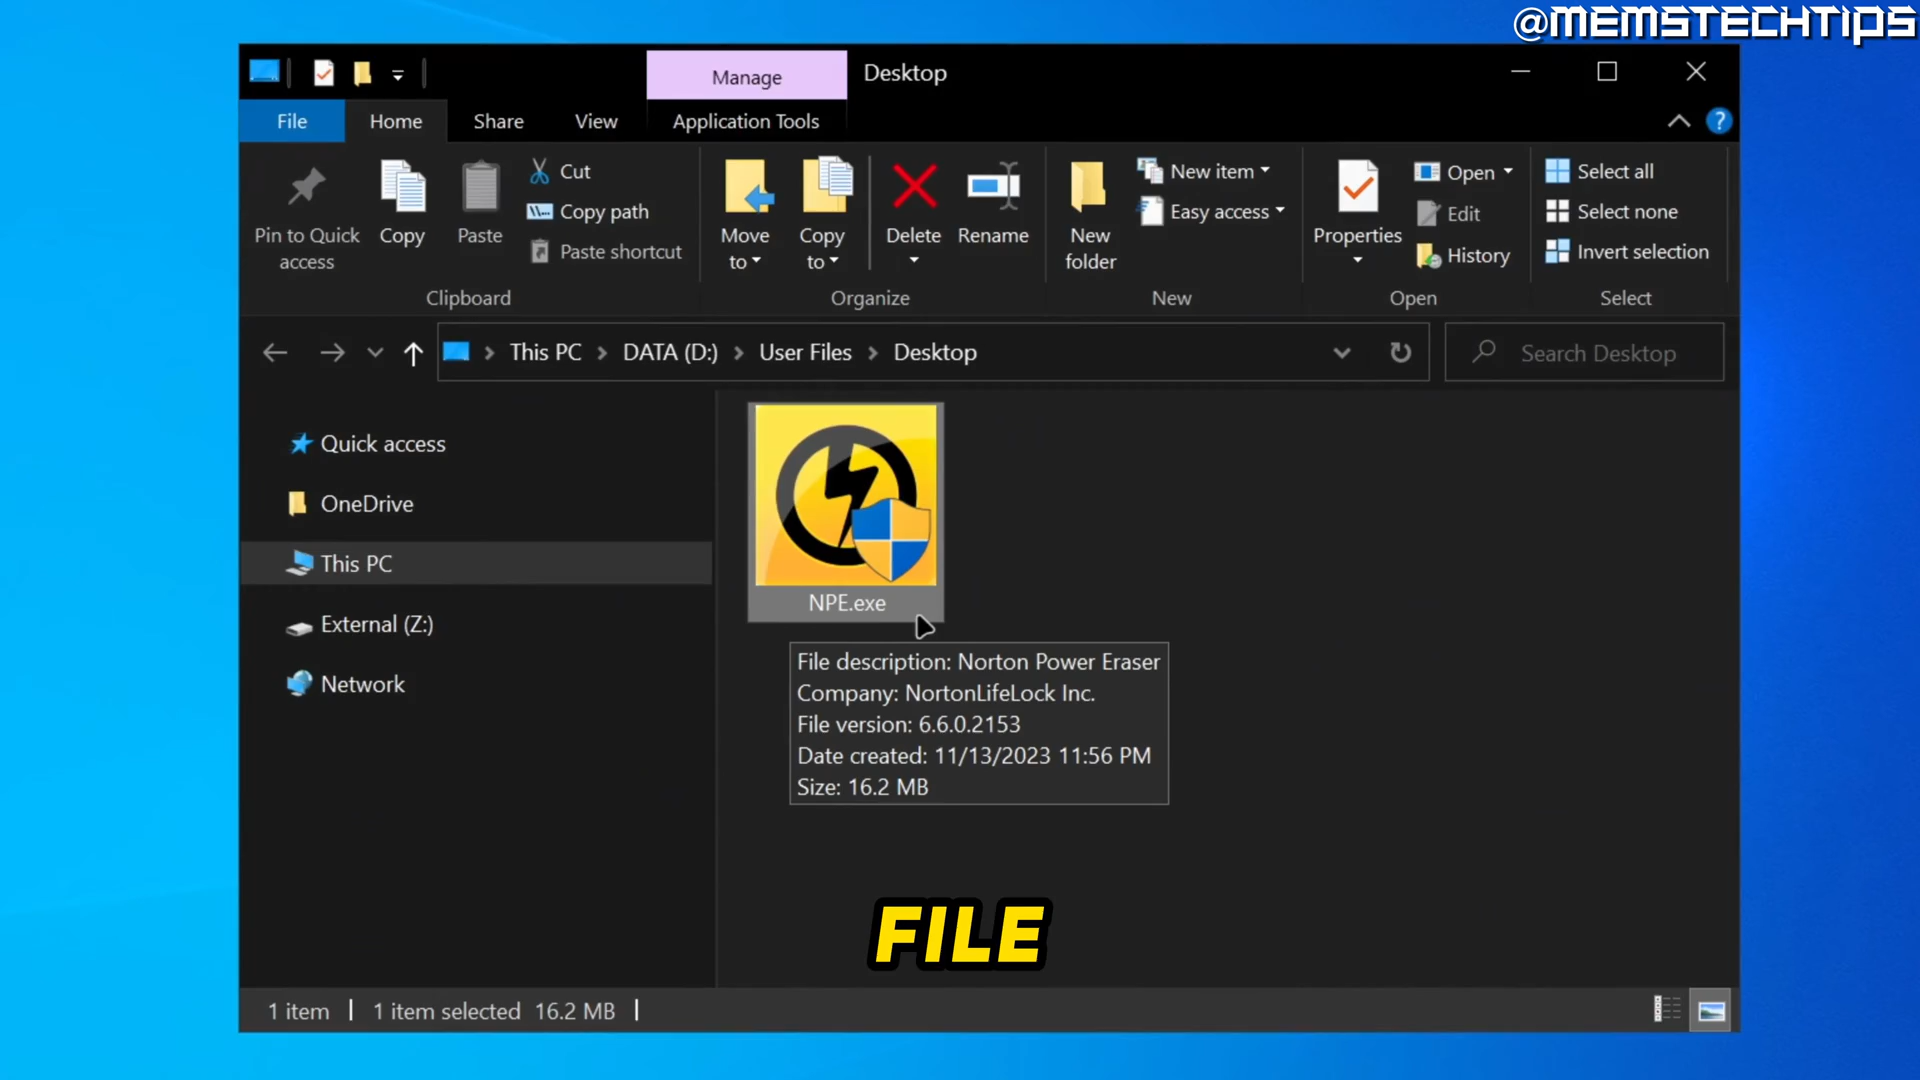 @MEMSTECHTIPS
Manage
Desktop
File
Home
Share
View
Application Tools
?
Pin to Quick
access
Copy
Paste
Cut
Copy path
Paste shortcut
Clipboard
Move
to
Copy
to
Delete
Rename
Organize
New
folder
New item
Easy access
New
Properties
Open
Edit
History
Open
Select all
Select none
Invert selection
Select
This PC > DATA (D:) > User Files > Desktop
Search Desktop
Quick access
OneDrive
This PC
External (Z:)
Network
NPE.exe
File description: Norton Power Eraser
Company: NortonLifeLock Inc.
File version: 6.6.0.2153
Date created: 11/13/2023 11:56 PM
Size: 16.2 MB
FILE
1 item
1 item selected 16.2 MB